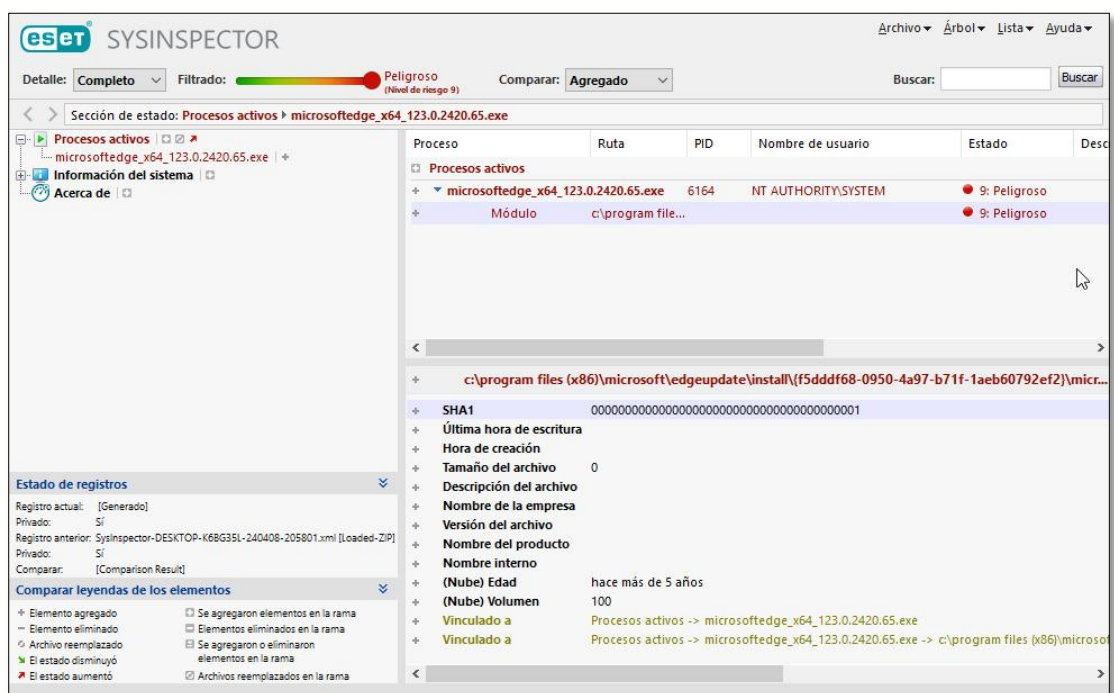 eset SYSINSPECTOR
Archivo Árbol Lista Ayuda
Detalle: Completo Filtrado: Peligroso (Nivel de riesgo 9) Comparar: Agregado Buscar: Buscar
Sección de estado: Procesos activos microsoftedge_x64_123.0.2420.65.exe
Procesos activos
microsoftedge_x64_123.0.2420.65.exe
Información del sistema
Acerca de
Proceso Ruta PID Nombre de usuario Estado Desc
Procesos activos
microsoftedge_x64_123.0.2420.65.exe 6164 NT AUTHORITY\SYSTEM 9: Peligroso
Módulo c:\program file... 9: Peligroso
c:\program files (x86)\microsoft\edgeupdate\install\{f5dddf68-0950-4a97-b71f-1aeb60792ef2}\micr...
SHA1 0000000000000000000000000000000000000001
Última hora de escritura
Hora de creación
Tamaño del archivo 0
Descripción del archivo
Nombre de la empresa
Versión del archivo
Nombre del producto
Nombre interno
(Nube) Edad hace más de 5 años
(Nube) Volumen 100
Vinculado a Procesos activos -> microsoftedge_x64_123.0.2420.65.exe
Vinculado a Procesos activos -> microsoftedge_x64_123.0.2420.65.exe -> c:\program files (x86)\microsof
Estado de registros
Registro actual: [Generado]
Privado: Sí
Registro anterior: SysInspector-DESKTOP-K6BG35L-240408-205801.xml [Loaded-ZIP]
Privado: Sí
Comparar: [Comparison Result]
Comparar leyendas de los elementos
Elemento agregado
Elemento eliminado
Archivo reemplazado
El estado disminuyó
El estado aumentó
Se agregaron elementos en la rama
Elementos eliminados en la rama
Se agregaron o eliminaron
elementos en la rama
Archivos reemplazados en la rama